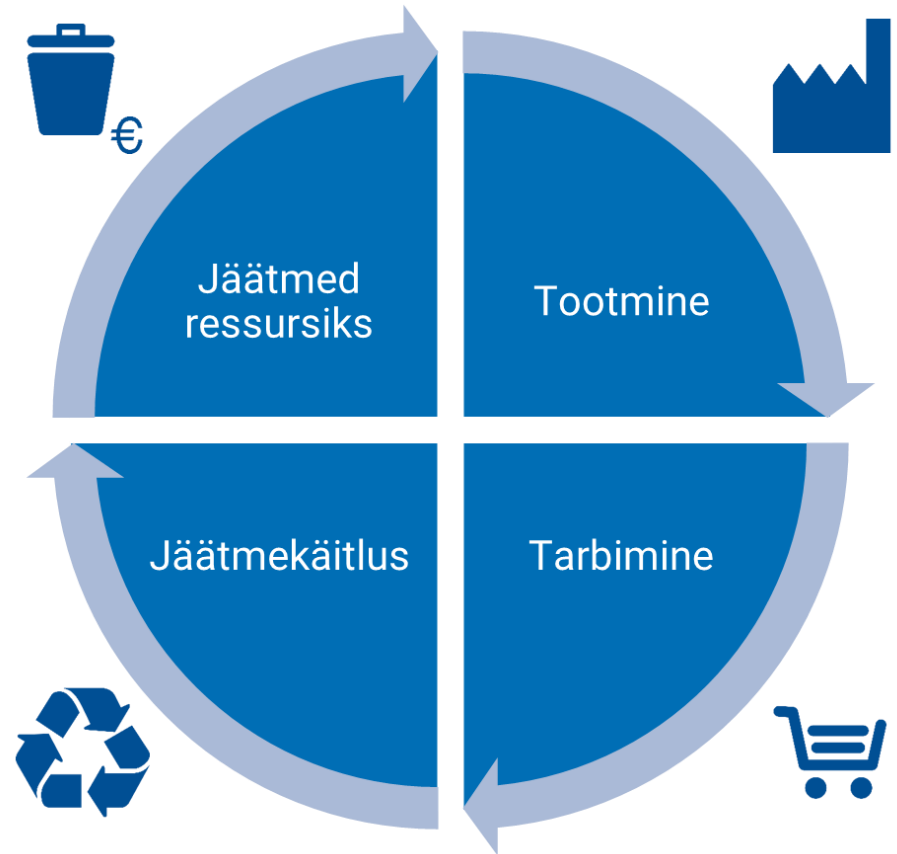 €
Jäätmed
ressursiks
Tootmine
Jäätmekäitlus
Tarbimine